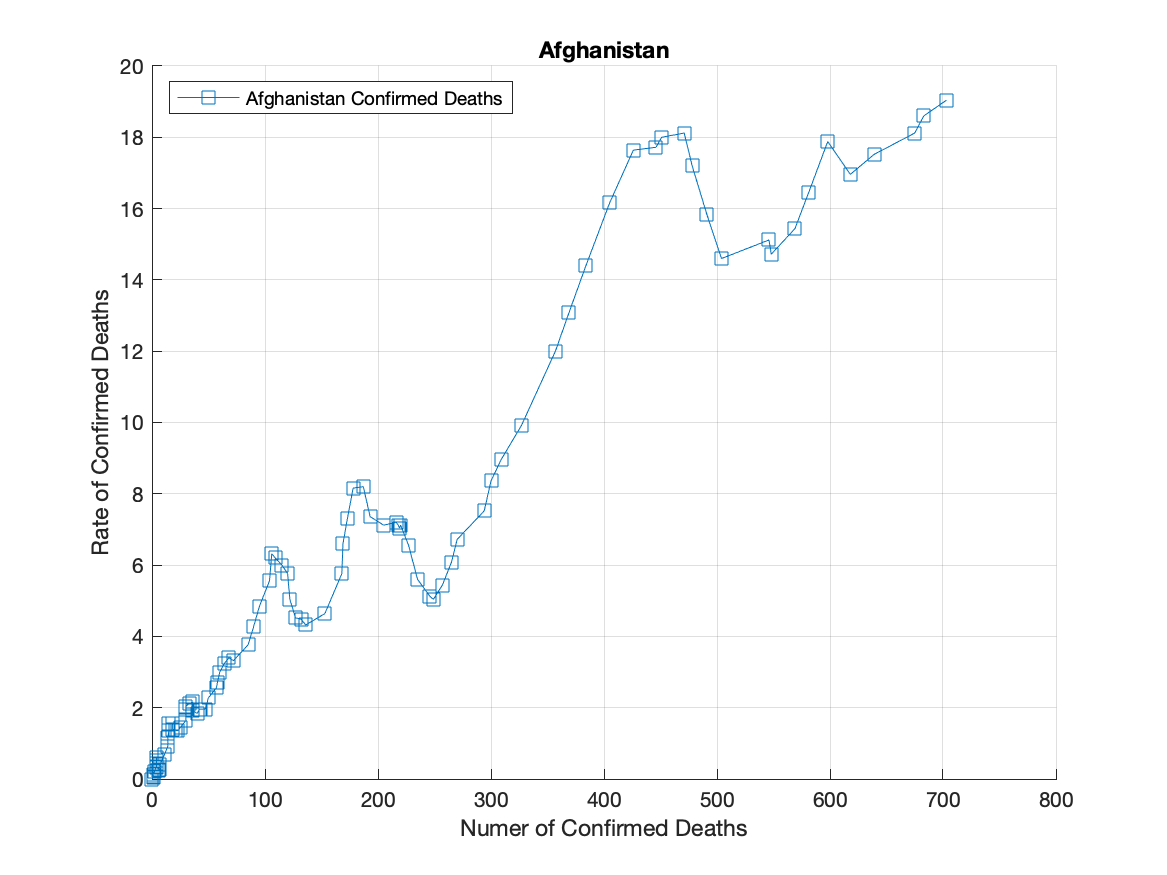 Afghanistan
20
Afghanistan Confirmed Deaths
18
16
14
12
10
8
6
4
2
0
Rate of Confirmed Deaths
0 100 200 300 400 500 600 700 800
Numer of Confirmed Deaths